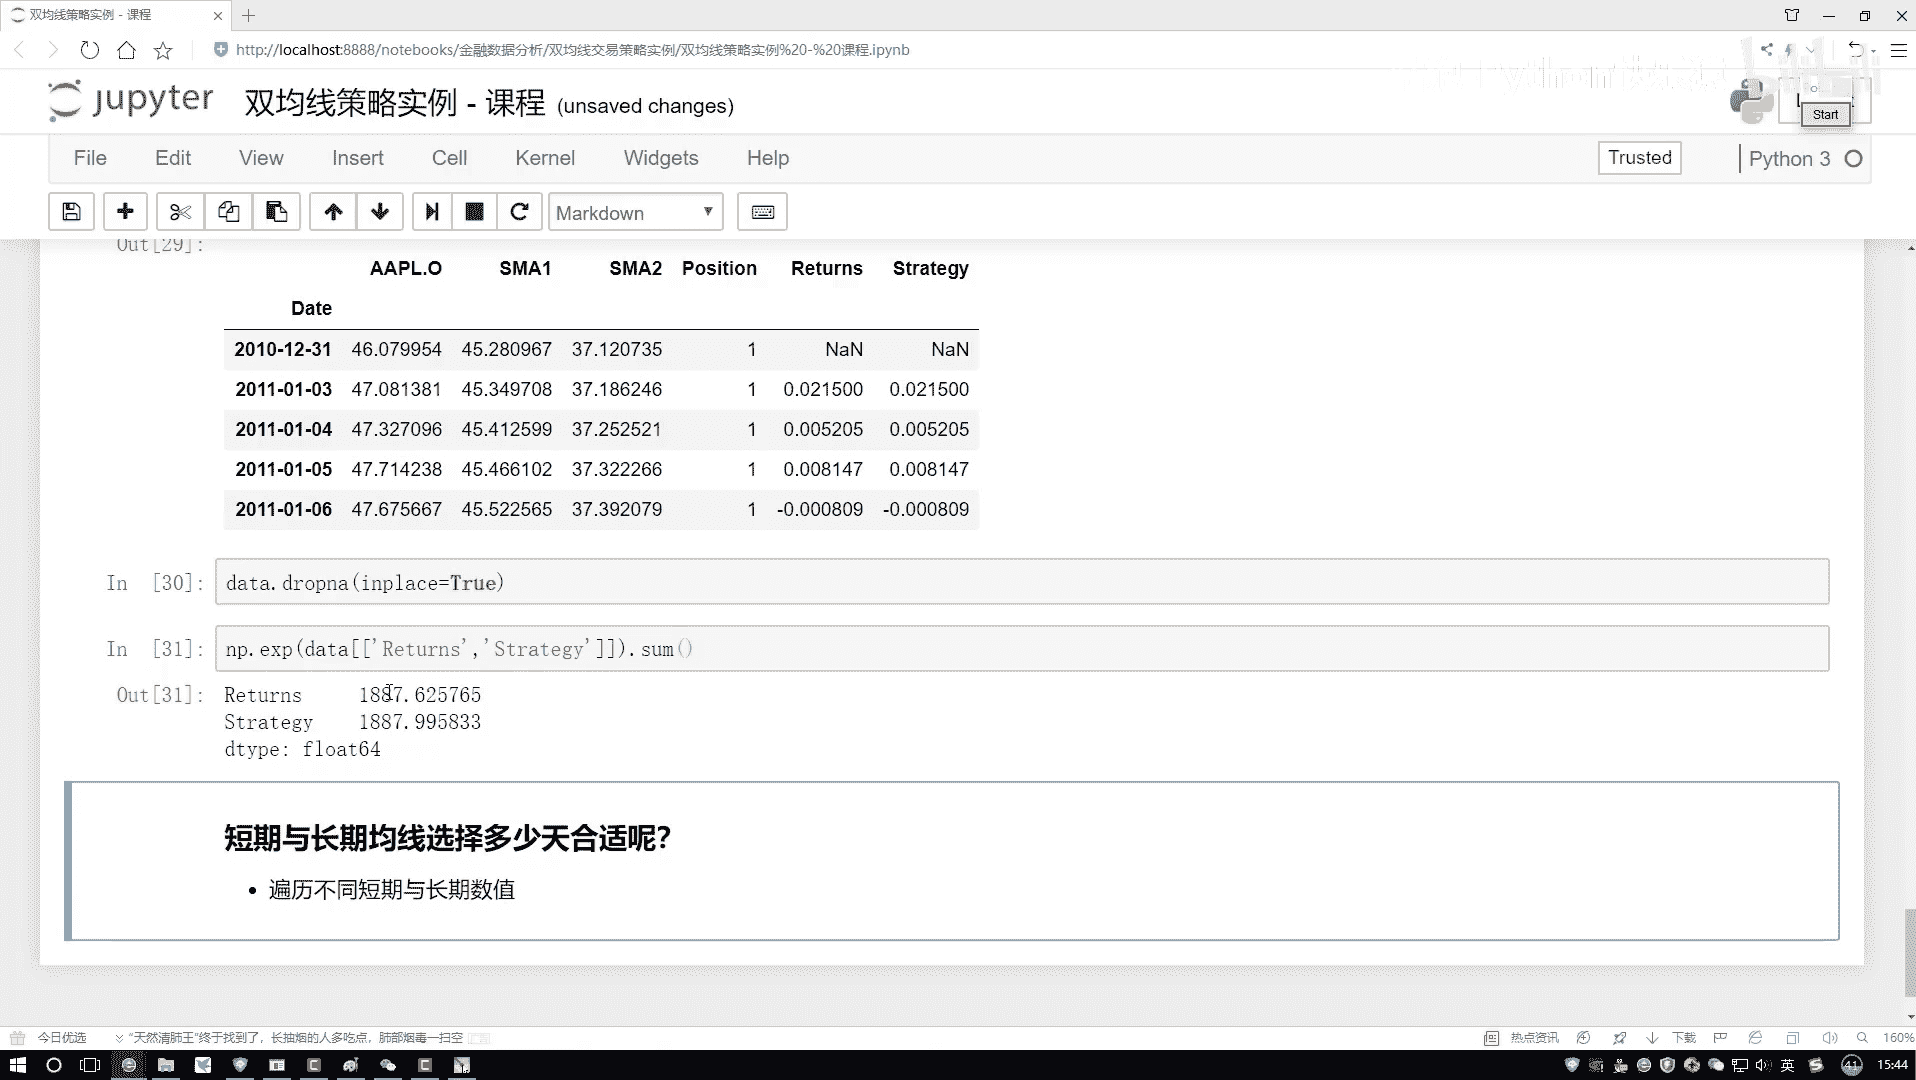 双均线策略实例 - 课程
http://localhost:8888/notebooks/金融数据分析/双均线交易策略实例/双均线策略实例%20-%20课程.ipynb
jupyter 双均线策略实例 - 课程 (unsaved changes)
Start
File Edit View Insert Cell Kernel Widgets Help
Trusted Python 3
Markdown
Out[29]:
AAPL.O SMA1 SMA2 Position Returns Strategy
Date
2010-12-31 46.079954 45.280967 37.120735 1 NaN NaN
2011-01-03 47.081381 45.349708 37.186246 1 0.021500 0.021500
2011-01-04 47.327096 45.412599 37.252521 1 0.005205 0.005205
2011-01-05 47.714238 45.466102 37.322266 1 0.008147 0.008147
2011-01-06 47.675667 45.522565 37.392079 1 -0.000809 -0.000809
In [30]: data.dropna(inplace=True)
In [31]: np.exp(data[['Returns','Strategy']]).sum()
Out[31]: Returns 1887.625765
Strategy 1887.995833
dtype: float64
短期与长期均线选择多少天合适呢?
• 遍历不同短期与长期数值
今日优选 “天然清肺王”终于找到了，长抽烟的人多吃点，肺部烟毒一扫空
热点资讯 下载 160%
英 41 15:44